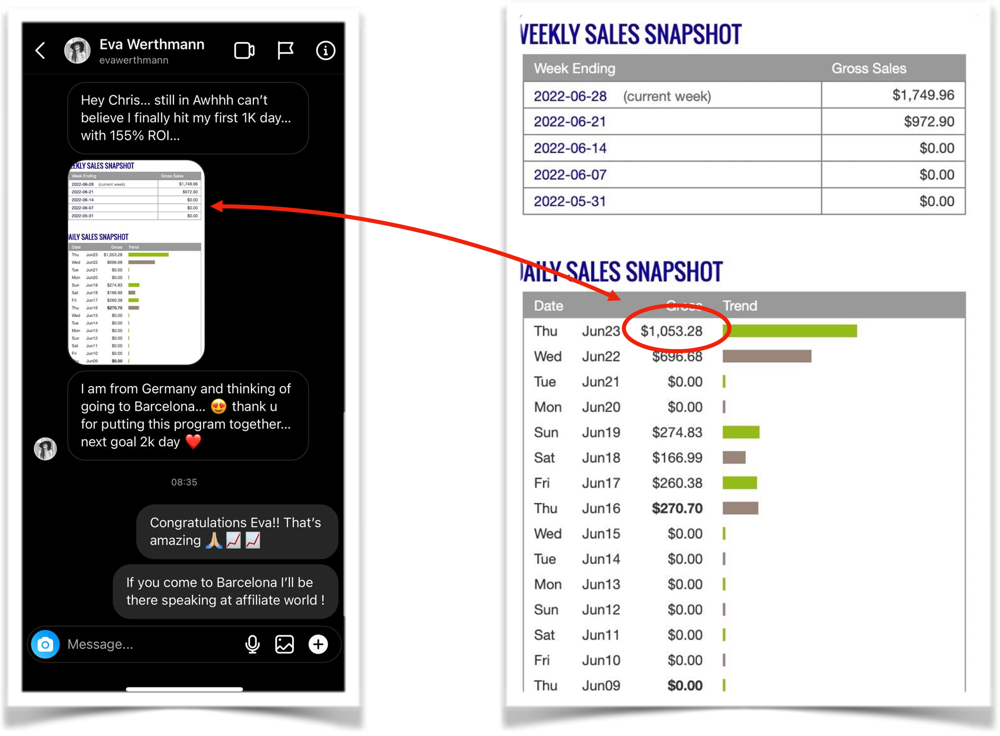 Eva Werthmann
evawerthmann
Hey Chris... still in Awhhh can't
believe I finally hit my first 1K day...
with 155% ROI...
EKLY SALES SNAPSHOT
Week Ending Gross Sales
2022-06-28 (current week) $1,749.96
2022-06-21 $972.90
2022-06-14 $0.00
2022-06-07 $0.00
2022-05-31 $0.00
AILY SALES SNAPSHOT
Date Gross Trend
Thu Jun23 $1,053.28
Wed Jun22 $696.68
Tue Jun21 $0.00
Mon Jun20 $0.00
Sun Jun19 $274.83
Sat Jun18 $166.99
Fri Jun17 $260.38
Thu Jun16 $270.70
Wed Jun15 $0.00
Tue Jun14 $0.00
Mon Jun13 $0.00
Sun Jun12 $0.00
Sat Jun11 $0.00
Fri Jun10 $0.00
Thu Jun09 $0.00
I am from Germany and thinking of
going to Barcelona... 😍 thank u
for putting this program together...
next goal 2k day ❤️
08:35
Congratulations Eva!! That's
amazing 🙏🏼📈📈
If you come to Barcelona I'll be
there speaking at affiliate world !
Message...
WEEKLY SALES SNAPSHOT
Week Ending Gross Sales
2022-06-28 (current week) $1,749.96
2022-06-21 $972.90
2022-06-14 $0.00
2022-06-07 $0.00
2022-05-31 $0.00
DAILY SALES SNAPSHOT
Date Gross Trend
Thu Jun23 $1,053.28
Wed Jun22 $696.68
Tue Jun21 $0.00
Mon Jun20 $0.00
Sun Jun19 $274.83
Sat Jun18 $166.99
Fri Jun17 $260.38
Thu Jun16 $270.70
Wed Jun15 $0.00
Tue Jun14 $0.00
Mon Jun13 $0.00
Sun Jun12 $0.00
Sat Jun11 $0.00
Fri Jun10 $0.00
Thu Jun09 $0.00